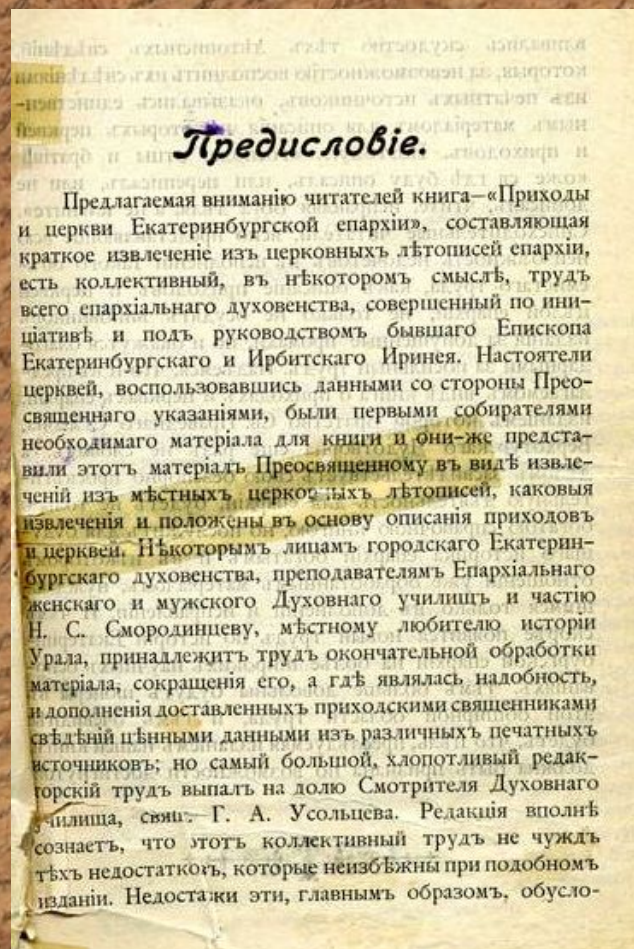 Предисловіе.
Предлагаемая вниманію читателей книга—«Приходы
и церкви Екатеринбургской епархіи», составляющая
краткое извлеченіе изъ церковныхъ лѣтописей епархіи,
есть коллективный, въ нѣкоторомъ смыслѣ, трудъ
всего епархіальнаго духовенства, совершенный по ини-
ціативѣ и подъ руководствомъ бывшаго Епископа
Екатеринбургскаго и Ирбитскаго Иринея. Настоятели
церквей, воспользовавшись данными со стороны Прео-
священнаго указаніями, были первыми собирателями
необходимаго матеріала для книги и они-же предста-
вили этотъ матеріалъ Преосвященному въ видѣ извле-
ченій изъ мѣстныхъ церковныхъ лѣтописей, каковыя
извлеченія и положены въ основу описанія приходовъ
и церквей. Нѣкоторымъ лицамъ городскаго Екатерин-
бургскаго духовенства, преподавателямъ Епархіальнаго
женскаго и мужского Духовнаго училищъ и частію
Н. С. Смородинцеву, мѣстному любителю исторіи
Урала, принадлежитъ трудъ окончательной обработки
матеріала, сокращенія его, а гдѣ являлась надобность,
и дополненія доставленныхъ приходскими священниками
свѣдѣній цѣнными данными изъ различныхъ печатныхъ
источниковъ; но самый большой, хлопотливый редак-
торскій трудъ выпалъ на долю Смотрителя Духовнаго
училища, свящ. Г. А. Усольцева. Редакція вполнѣ
сознаетъ, что этотъ коллективный трудъ не чуждъ
тѣхъ недостатковъ, которые неизбѣжны при подобномъ
изданіи. Недостатки эти, главнымъ образомъ, обусло-